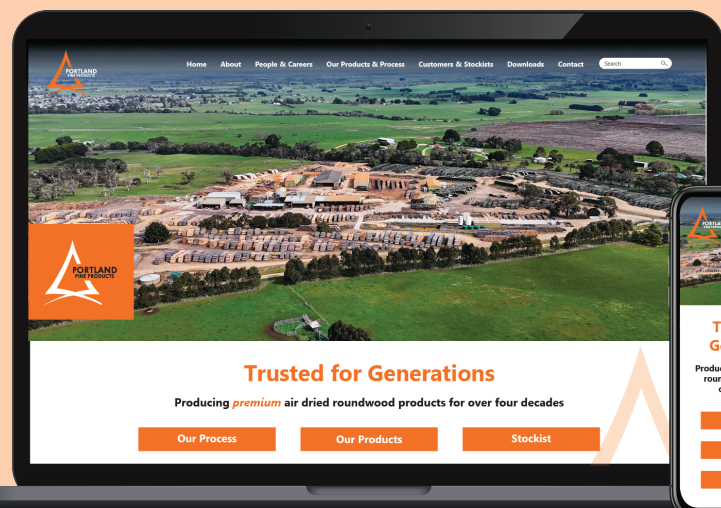 PORTLAND
PINE PRODUCTS
Home About People & Careers Our Products & Process Customers & Stockists Downloads Contact Search
PORTLAND
PINE PRODUCTS
Trusted for Generations
Producing premium air dried roundwood products for over four decades
Our Process Our Products Stockist